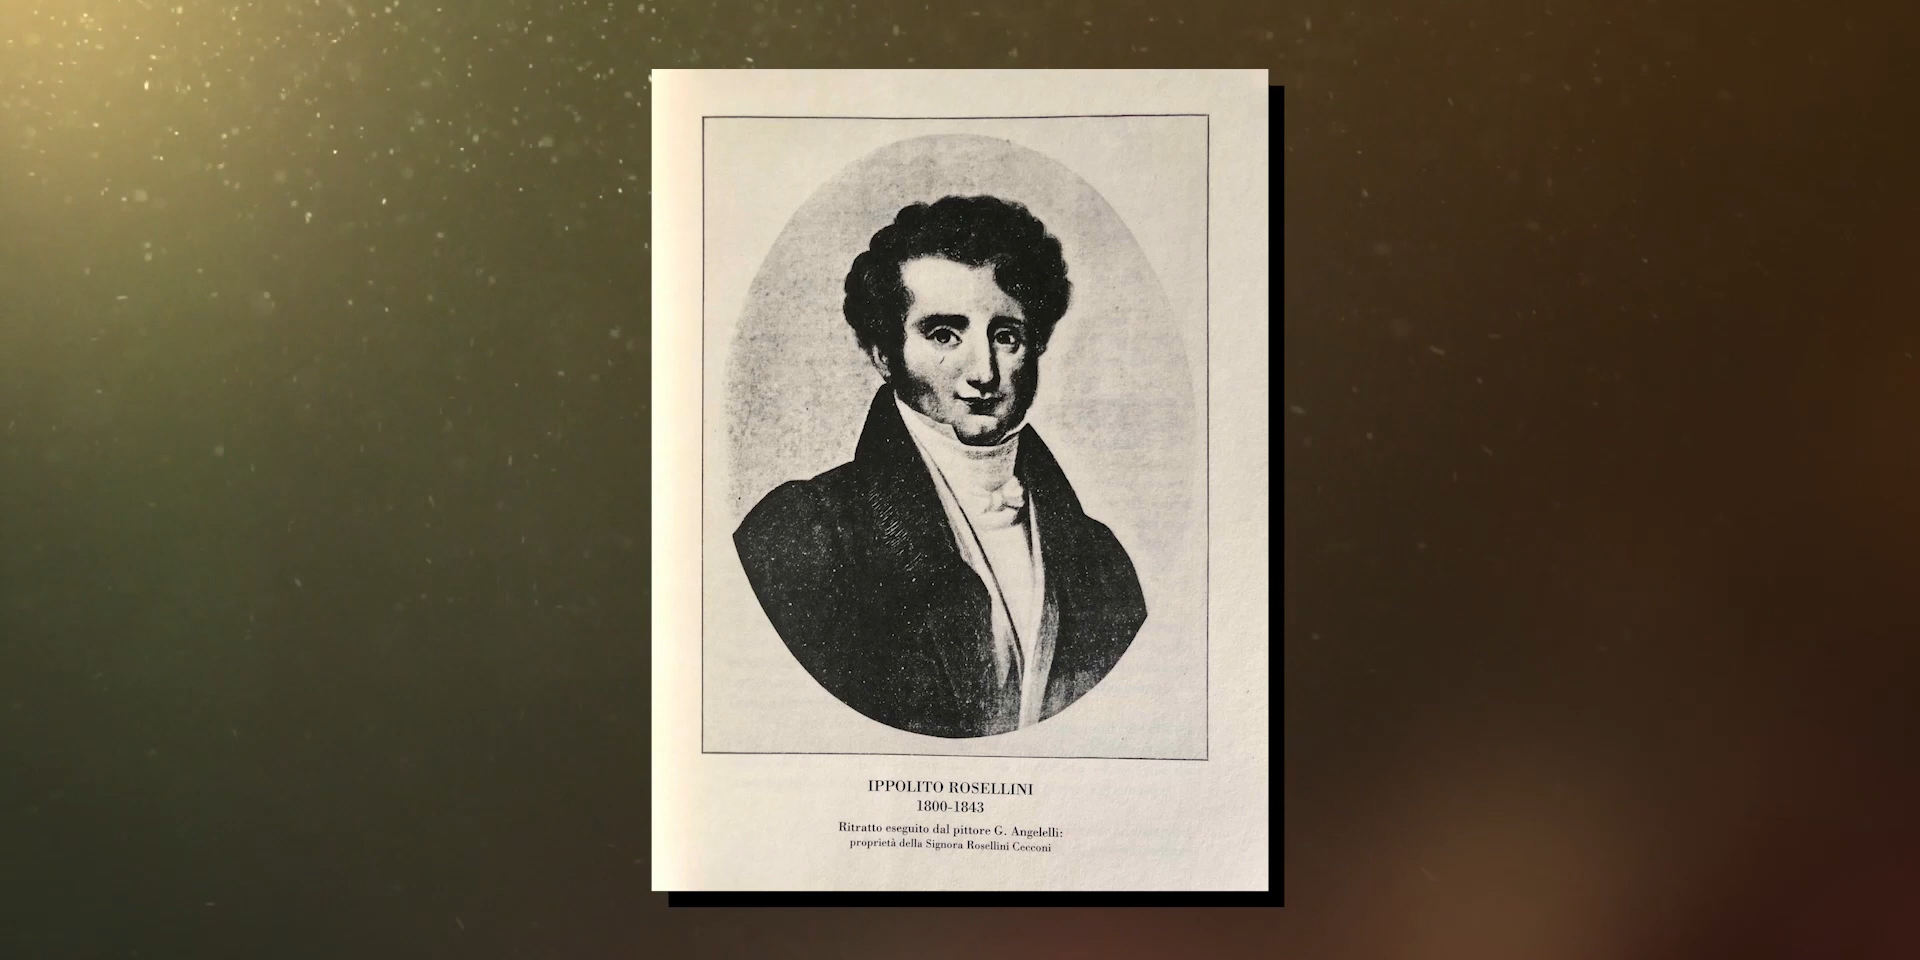 IPPOLITO ROSELLINI
1800-1843
Ritratto eseguito dal pittore G. Angelelli:
proprietà della Signora Rosellini Cecconi